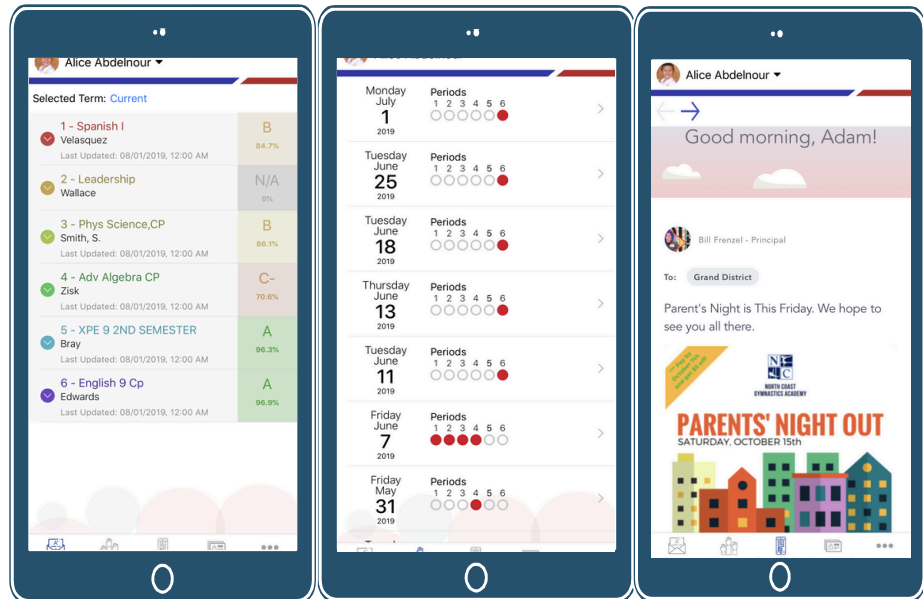 Alice Abdelnour
Selected Term: Current
1 - Spanish I
Velasquez
Last Updated: 08/01/2019, 12:00 AM
B
84.7%
2 - Leadership
Wallace
N/A
0%
3 - Phys Science,CP
Smith, S.
Last Updated: 08/01/2019, 12:00 AM
B
86.1%
4 - Adv Algebra CP
Zisk
Last Updated: 08/01/2019, 12:00 AM
C-
70.6%
5 - XPE 9 2ND SEMESTER
Bray
Last Updated: 08/01/2019, 12:00 AM
A
96.3%
6 - English 9 Cp
Edwards
Last Updated: 08/01/2019, 12:00 AM
A
96.9%
Monday
July
1
2019
Periods
1 2 3 4 5 6
Tuesday
June
25
2019
Periods
1 2 3 4 5 6
Tuesday
June
18
2019
Periods
1 2 3 4 5 6
Thursday
June
13
2019
Periods
1 2 3 4 5 6
Tuesday
June
11
2019
Periods
1 2 3 4 5 6
Friday
June
7
2019
Periods
1 2 3 4 5 6
Friday
May
31
2019
Periods
1 2 3 4 5 6
Alice Abdelnour
Good morning, Adam!
Bill Frenzel - Principal
To: Grand District
Parent's Night is This Friday. We hope to
see you all there.
NORTH COAST
GYMNASTICS ACADEMY
PARENTS' NIGHT OUT
SATURDAY, OCTOBER 15th